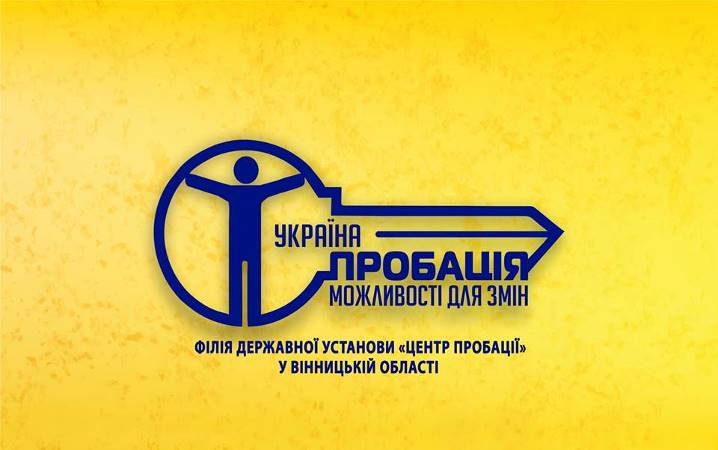 УКРАЇНА
ПРОБАЦІЯ
МОЖЛИВОСТІ ДЛЯ ЗМІН
ФІЛІЯ ДЕРЖАВНОЇ УСТАНОВИ «ЦЕНТР ПРОБАЦІЇ»
У ВІННИЦЬКІЙ ОБЛАСТІ